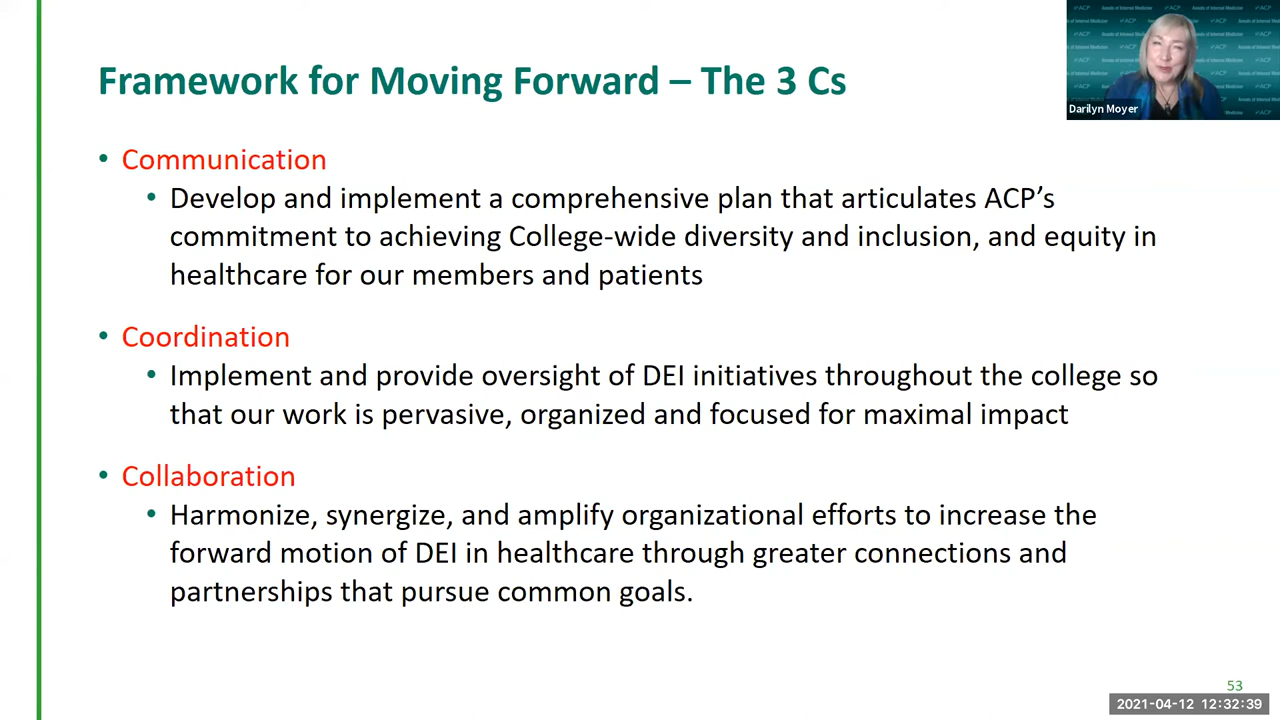 Framework for Moving Forward – The 3 Cs
Darilyn Moyer
• Communication
• Develop and implement a comprehensive plan that articulates ACP's
commitment to achieving College-wide diversity and inclusion, and equity in
healthcare for our members and patients
• Coordination
• Implement and provide oversight of DEI initiatives throughout the college so
that our work is pervasive, organized and focused for maximal impact
• Collaboration
• Harmonize, synergize, and amplify organizational efforts to increase the
forward motion of DEI in healthcare through greater connections and
partnerships that pursue common goals.
53
2021-04-12 12:32:39